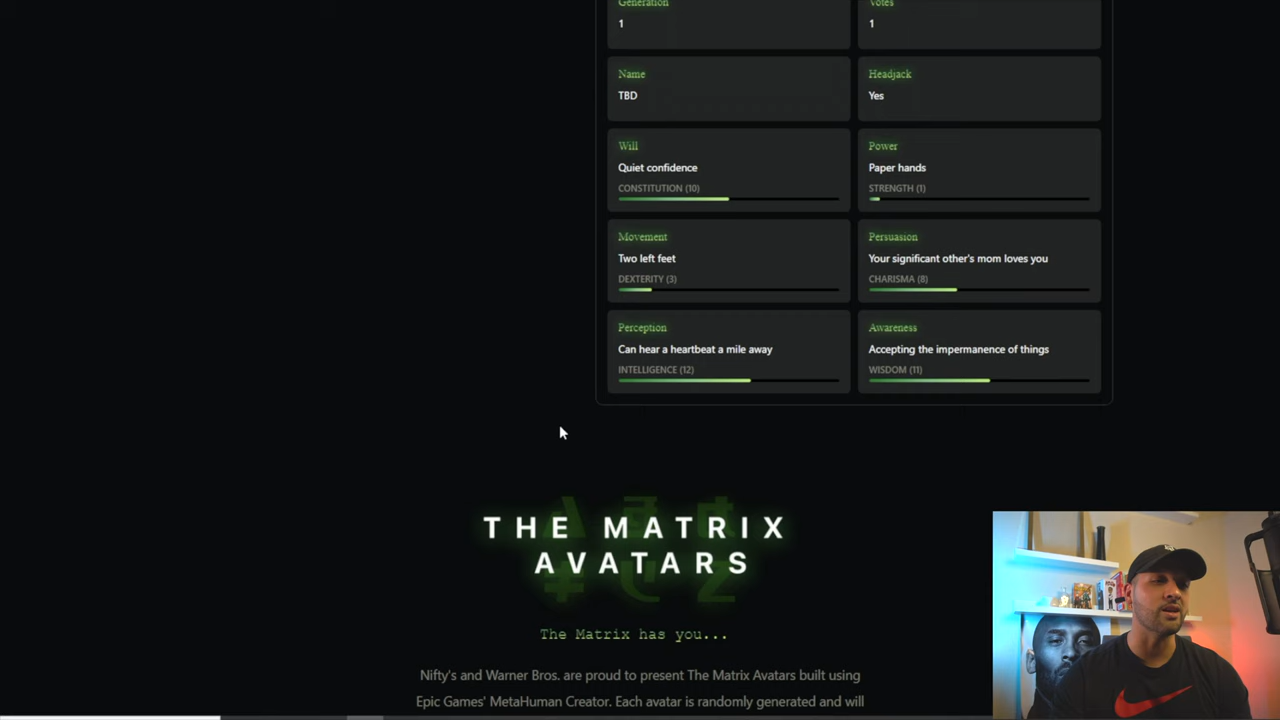 Generation
Votes
1
1
Name
Headjack
TBD
Yes
Will
Power
Quiet confidence
Paper hands
CONSTITUTION (10)
STRENGTH (1)
Movement
Persuasion
Two left feet
Your significant other's mom loves you
DEXTERITY (3)
CHARISMA (8)
Perception
Awareness
Can hear a heartbeat a mile away
Accepting the impermanence of things
INTELLIGENCE (12)
WISDOM (11)
THE MATRIX
AVATARS
The Matrix has you...
Nifty's and Warner Bros. are proud to present The Matrix Avatars built using
Epic Games' MetaHuman Creator. Each avatar is randomly generated and will